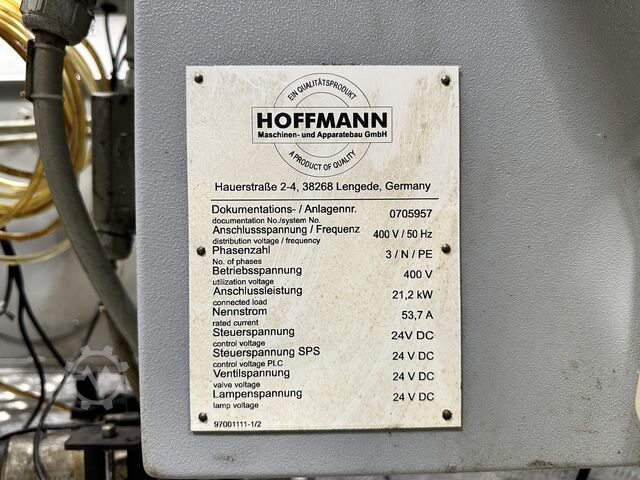 EIN QUALITÄTSPRODUKT
HOFFMANN
Maschinen- und Apparatebau GmbH
A PRODUCT OF QUALITY
Hauerstraße 2-4, 38268 Lengede, Germany
Dokumentations- / Anlagennr. 0705957
documentation No./system No.
Anschlussspannung / Frequenz 400 V / 50 Hz
distribution voltage / frequency
Phasenzahl 3 / N / PE
No. of phases
Betriebsspannung 400 V
utilization voltage
Anschlussleistung 21,2 kW
connected load
Nennstrom 53,7 A
rated current
Steuerspannung 24V DC
control voltage
Steuerspannung SPS 24 V DC
control voltage PLC
Ventilspannung 24 V DC
valve voltage
Lampenspannung 24 V DC
lamp voltage
97001111-1/2